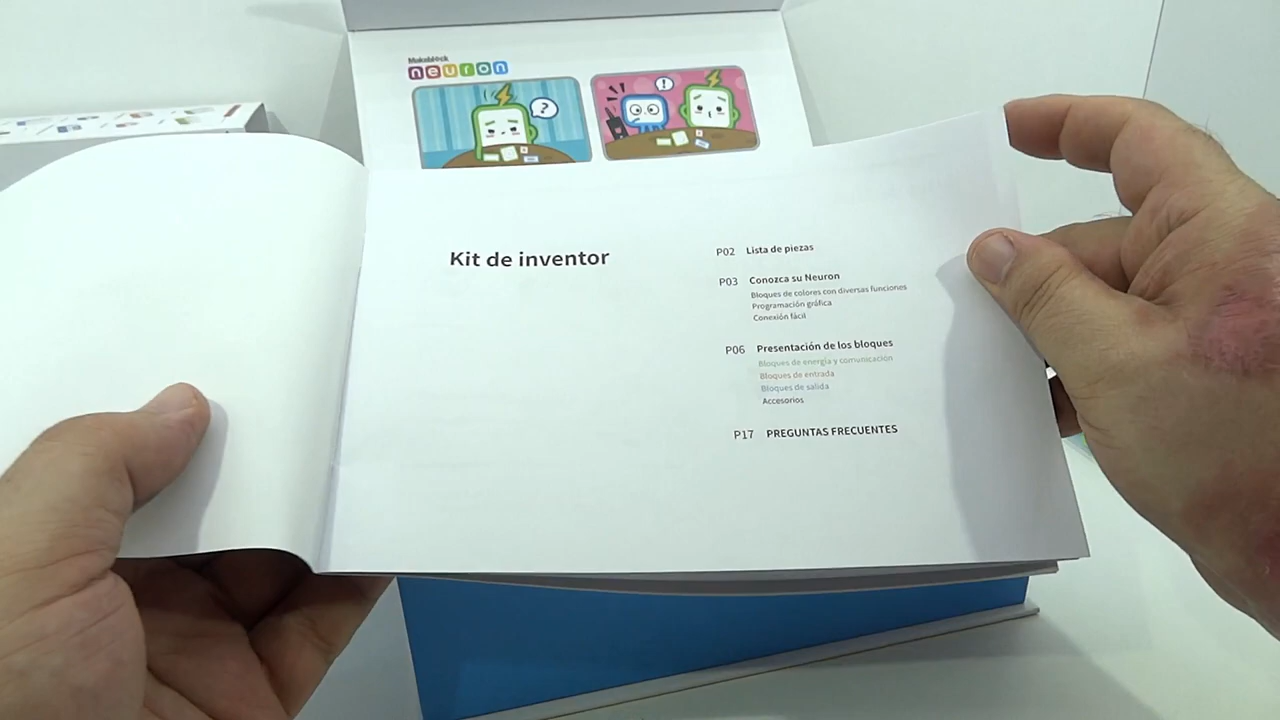 Makeblock
neuron
?
!
Kit de inventor
P02 Lista de piezas
P03 Conozca su Neuron
Bloques de colores con diversas funciones
Programación gráfica
Conexión fácil
P06 Presentación de los bloques
Bloques de energía y comunicación
Bloques de entrada
Bloques de salida
Accesorios
P17 PREGUNTAS FRECUENTES